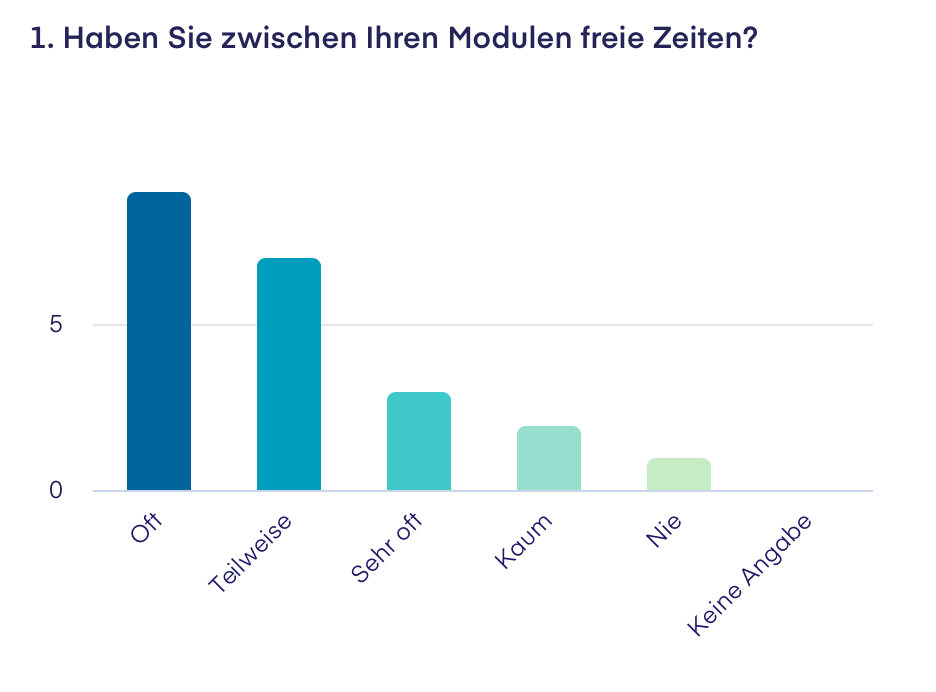 1. Haben Sie zwischen Ihren Modulen freie Zeiten?
5
0
Oft
Teilweise
Sehr oft
Kaum
Nie
Keine Angabe